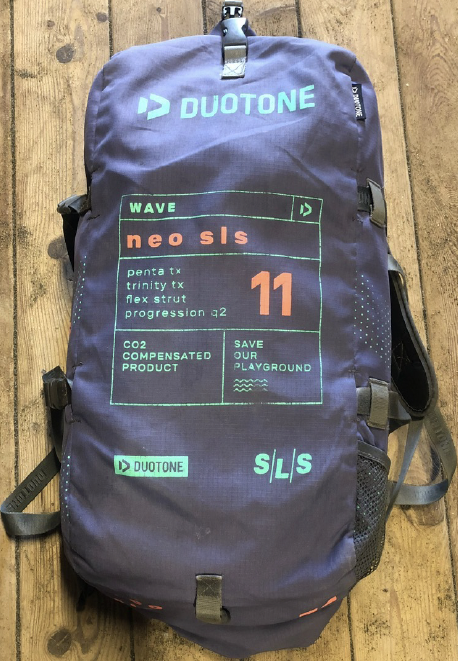 DUOTONE
DUOTONE
WAVE
neo sls
penta tx
trinity tx
flex strut
progression q2
11
CO2
COMPENSATED
PRODUCT
SAVE
OUR
PLAYGROUND
DUOTONE
S/L/S
DUOTONE